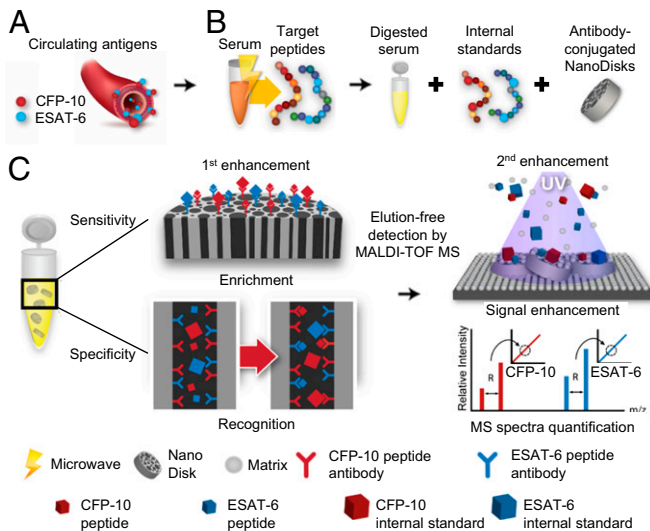 A
Circulating antigens
CFP-10
ESAT-6
B
Serum
Target
peptides
Digested
serum
Internal
standards
Antibody-
conjugated
NanoDisks
C
Sensitivity
Specificity
1st enhancement
Enrichment
Recognition
Elution-free
detection by
MALDI-TOF MS
2nd enhancement
UV
Signal enhancement
Relative Intensity
R
CFP-10
R
ESAT-6
m/z
MS spectra quantification
Microwave
Nano
Disk
Matrix
CFP-10 peptide
antibody
ESAT-6 peptide
antibody
CFP-10
peptide
ESAT-6
peptide
CFP-10
internal standard
ESAT-6
internal standard